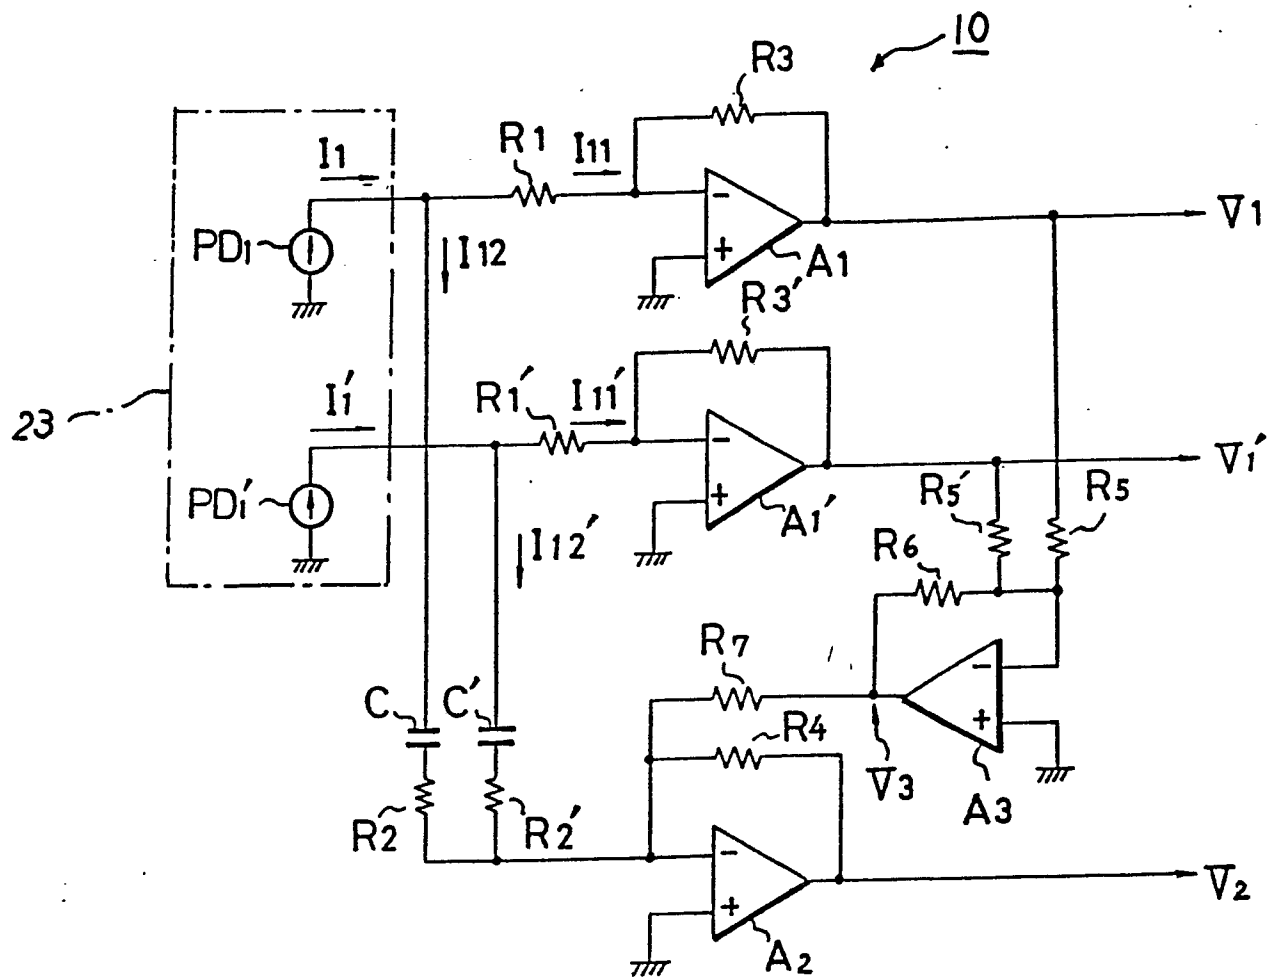 10
R3
I1
R1
I11
PD1
I12
A1
V1
R3'
23
I1'
R1'
I11'
PD1'
I12'
A1'
V1'
R5'
R5
R6
R7
C
C'
R4
V3
A3
R2
R2'
V2
A2
-
+
-
+
-
+
-
+